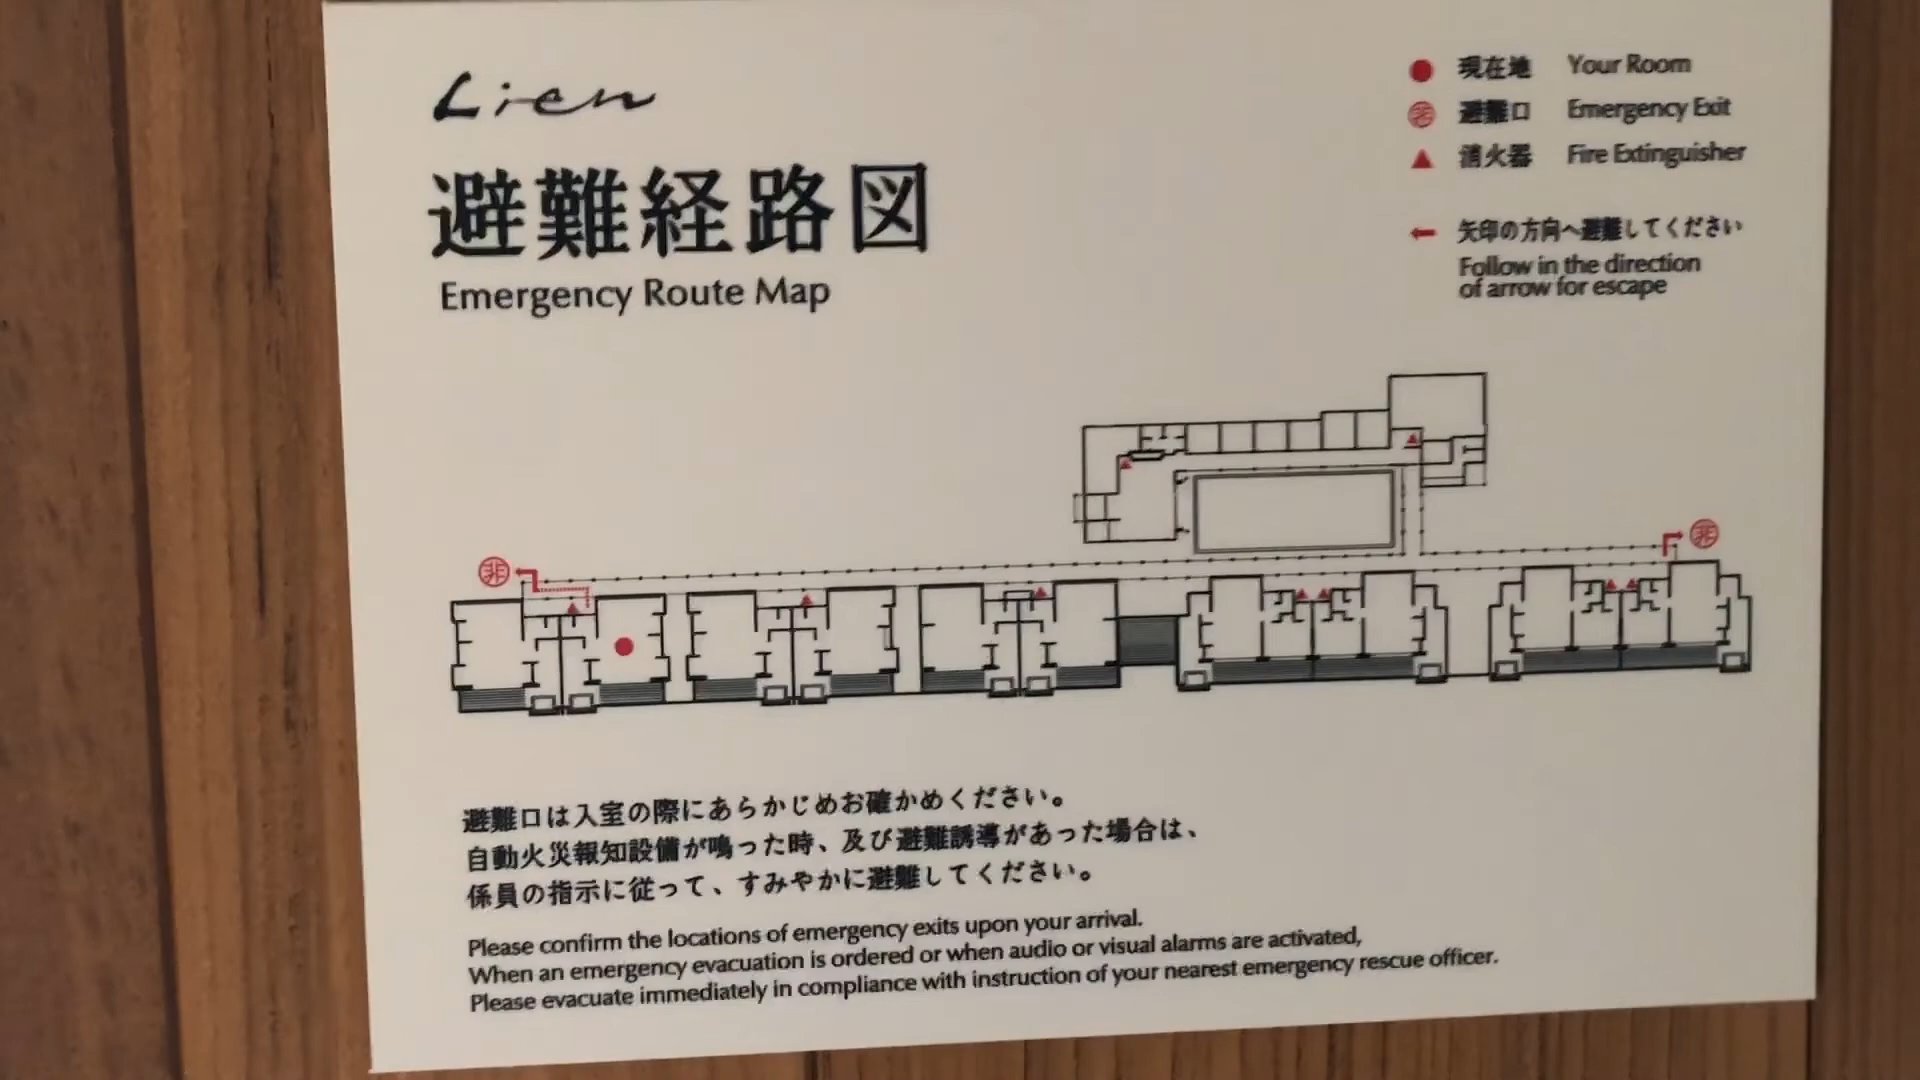 Lien
避難経路図
Emergency Route Map
現在地 Your Room
非 避難口 Emergency Exit
消火器 Fire Extinguisher
矢印の方向へ避難してください
Follow in the direction
of arrow for escape
非
非
避難口は入室の際にあらかじめお確かめください。
自動火災報知設備が鳴った時、及び避難誘導があった場合は、
係員の指示に従って、すみやかに避難してください。
Please confirm the locations of emergency exits upon your arrival.
When an emergency evacuation is ordered or when audio or visual alarms are activated,
Please evacuate immediately in compliance with instruction of your nearest emergency rescue officer.